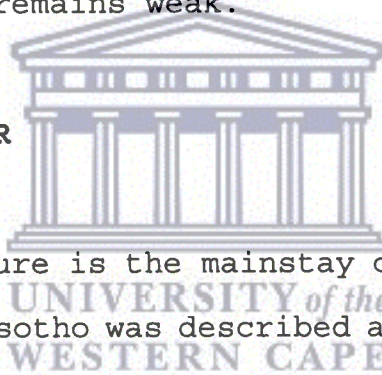 remains weak.
R
ure is the mainstay o
UNIVERSITY of the
sotho was described a
WESTERN CAPE